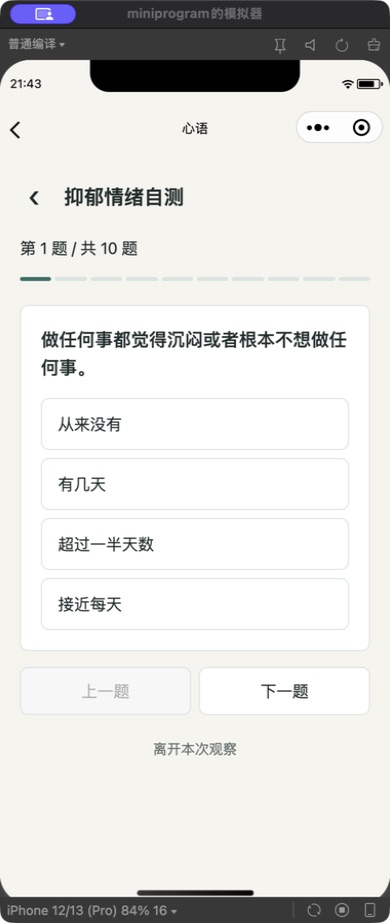 miniprogram的模拟器
普通编译
21:43
心语
抑郁情绪自测
第 1 题 / 共 10 题
做任何事都觉得沉闷或者根本不想做任
何事。
从来没有
有几天
超过一半天数
接近每天
上一题
下一题
离开本次观察
iPhone 12/13 (Pro) 84% 16